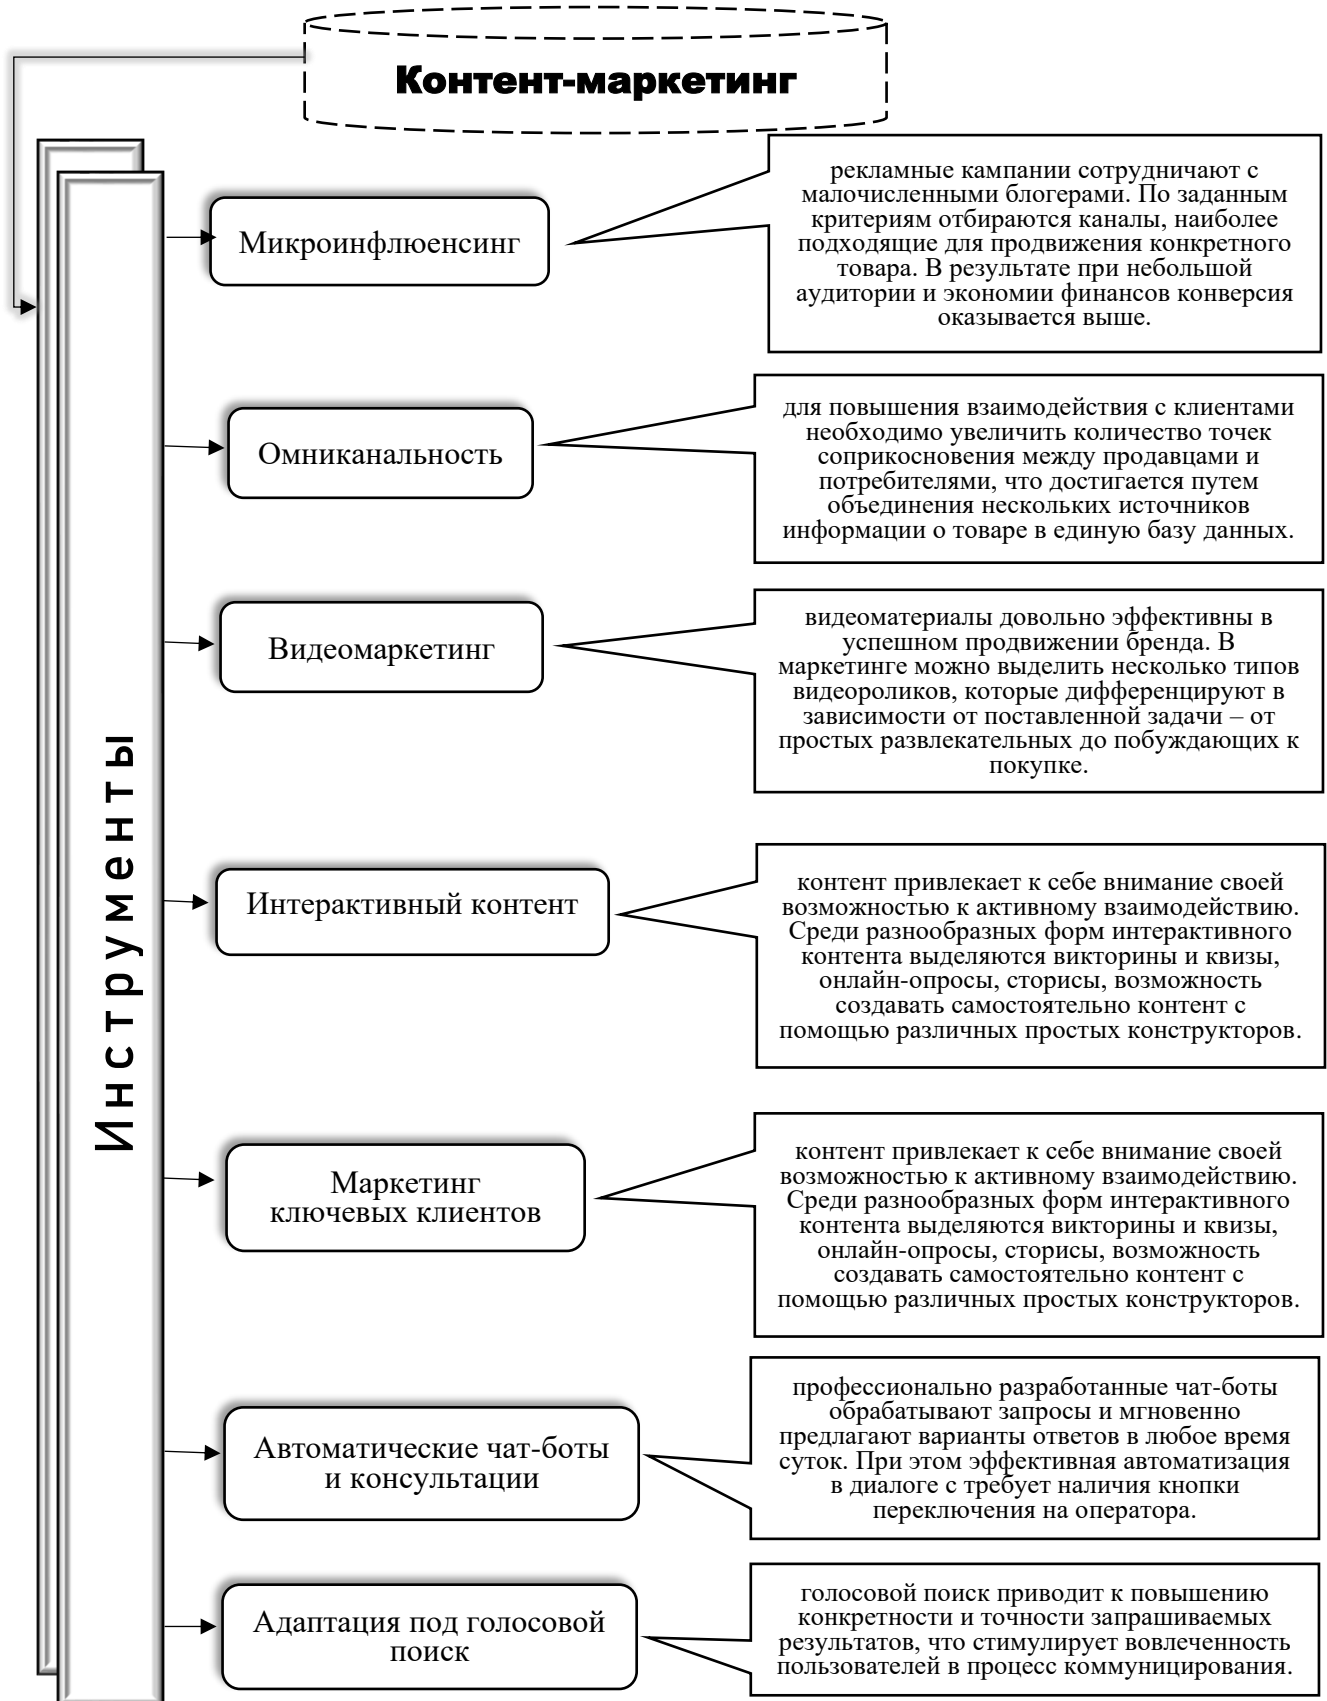 Контент-маркетинг
Инструменты
Микроинфлюенсинг
рекламные кампании сотрудничают с
малочисленными блогерами. По заданным
критериям отбираются каналы, наиболее
подходящие для продвижения конкретного
товара. В результате при небольшой
аудитории и экономии финансов конверсия
оказывается выше.
Омниканальность
для повышения взаимодействия с клиентами
необходимо увеличить количество точек
соприкосновения между продавцами и
потребителями, что достигается путем
объединения нескольких источников
информации о товаре в единую базу данных.
Видеомаркетинг
видеоматериалы довольно эффективны в
успешном продвижении бренда. В
маркетинге можно выделить несколько типов
видеороликов, которые дифференцируют в
зависимости от поставленной задачи – от
простых развлекательных до побуждающих к
покупке.
Интерактивный контент
контент привлекает к себе внимание своей
возможностью к активному взаимодействию.
Среди разнообразных форм интерактивного
контента выделяются викторины и квизы,
онлайн-опросы, сторисы, возможность
создавать самостоятельно контент с
помощью различных простых конструкторов.
Маркетинг
ключевых клиентов
контент привлекает к себе внимание своей
возможностью к активному взаимодействию.
Среди разнообразных форм интерактивного
контента выделяются викторины и квизы,
онлайн-опросы, сторисы, возможность
создавать самостоятельно контент с
помощью различных простых конструкторов.
Автоматические чат-боты
и консультации
профессионально разработанные чат-боты
обрабатывают запросы и мгновенно
предлагают варианты ответов в любое время
суток. При этом эффективная автоматизация
в диалоге с требует наличия кнопки
переключения на оператора.
Адаптация под голосовой
поиск
голосовой поиск приводит к повышению
конкретности и точности запрашиваемых
результатов, что стимулирует вовлеченность
пользователей в процесс коммуницирования.